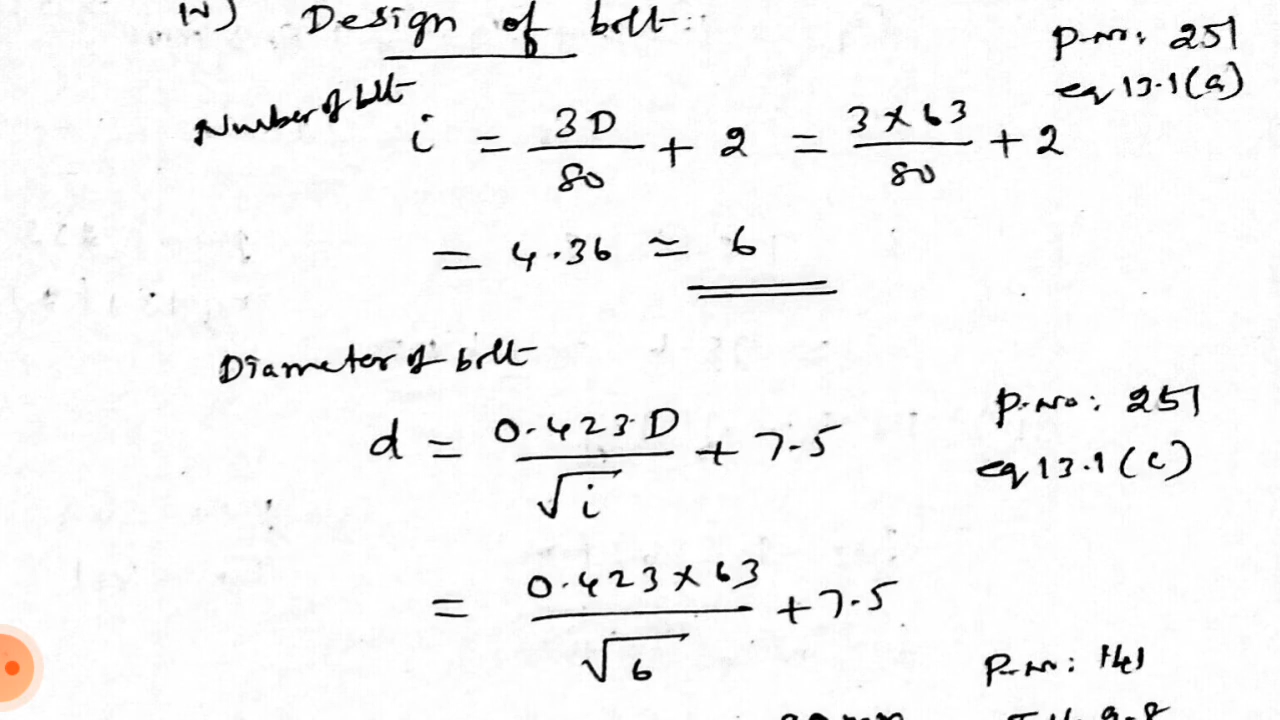 iv) Design of bolt:
P.no: 251
eq 13.1(a)
Number of bolt
i = 3D/80 + 2 = 3 × 63/80 + 2
= 4.36 ≈ 6
Diameter of bolt
d = 0.423 D/√i + 7.5
P.no: 251
eq 13.1(c)
= 0.423 × 63/√6 + 7.5
P.no: 141